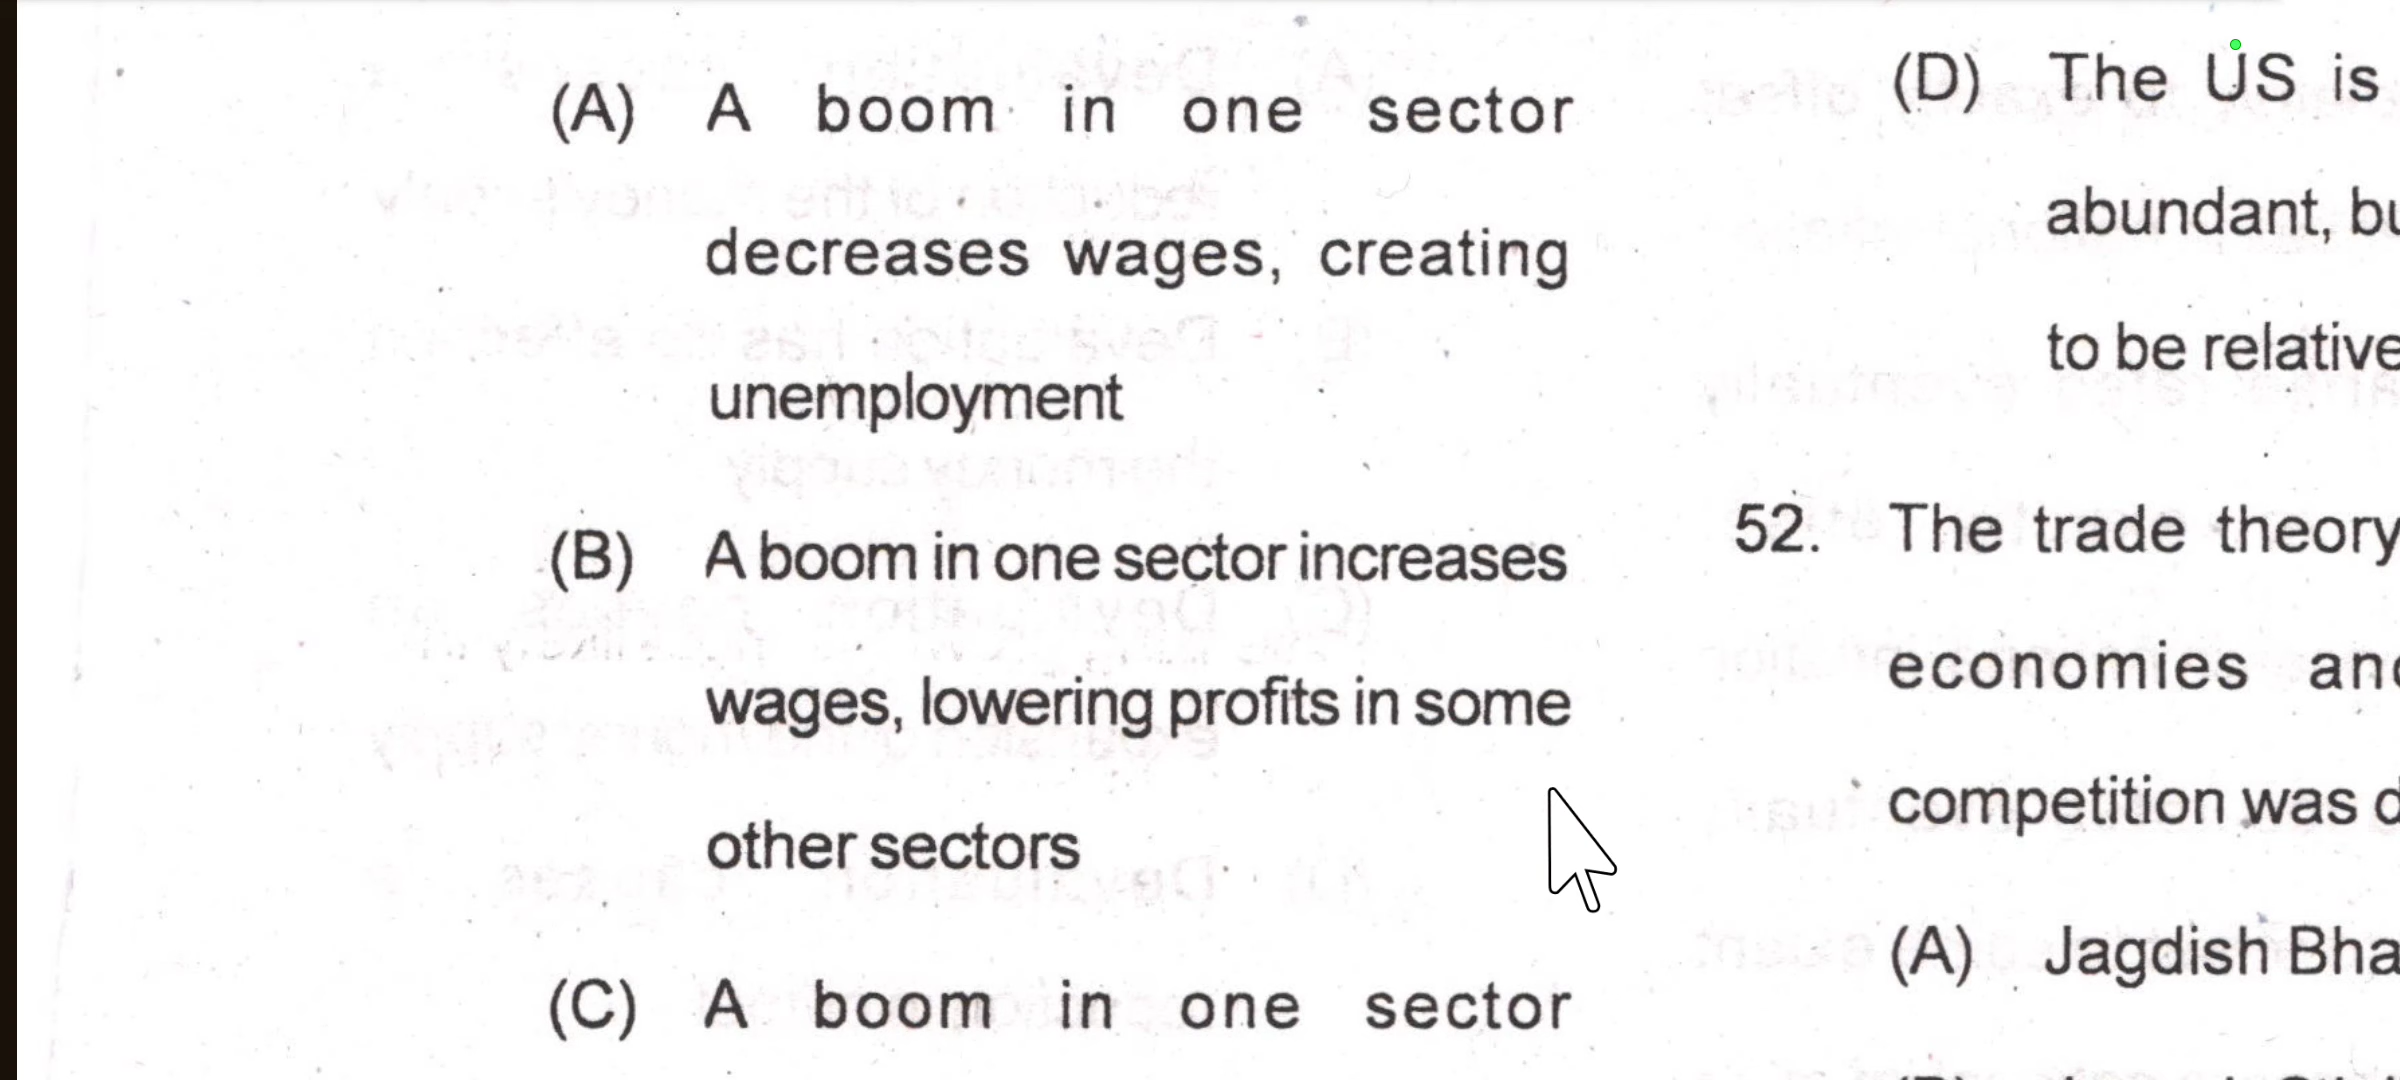 (A) A boom in one sector
decreases wages, creating
unemployment
(B) A boom in one sector increases
wages, lowering profits in some
other sectors
(C) A boom in one sector
(D) The US is
abundant,
to be
52. The trade theory
economies
competition was
(A) Jagdish